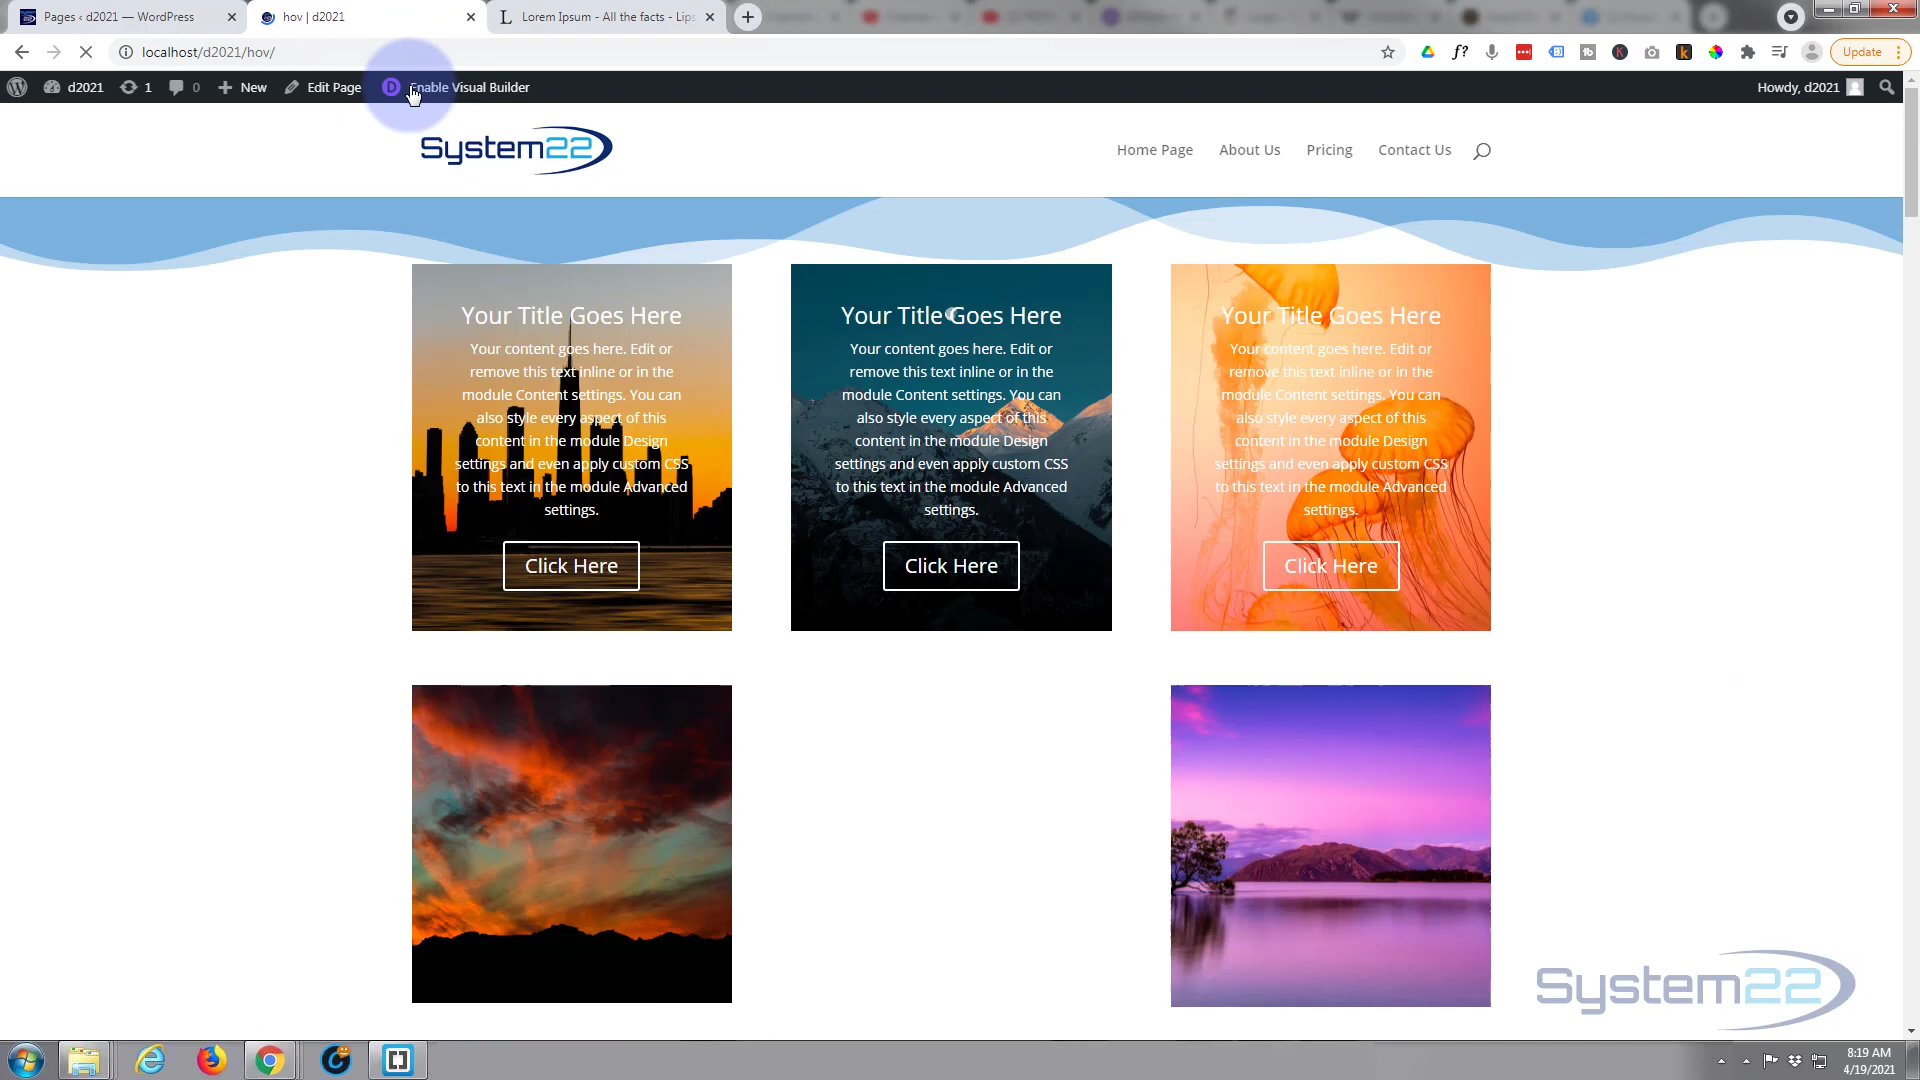 Pages ‹ d2021 — WordPress
hov | d2021
Lorem Ipsum - All the facts - Lips
localhost/d2021/hov/
Update
d2021
1
0
New
Edit Page
Enable Visual Builder
Howdy, d2021
System22
Home Page
About Us
Pricing
Contact Us
Your Title Goes Here
Your content goes here. Edit or
remove this text inline or in the
module Content settings. You can
also style every aspect of this
content in the module Design
settings and even apply custom CSS
to this text in the module Advanced
settings.
Click Here
Your Title Goes Here
Your content goes here. Edit or
remove this text inline or in the
module Content settings. You can
also style every aspect of this
content in the module Design
settings and even apply custom CSS
to this text in the module Advanced
settings.
Click Here
Your Title Goes Here
Your content goes here. Edit or
remove this text inline or in the
module Content settings. You can
also style every aspect of this
content in the module Design
settings and even apply custom CSS
to this text in the module Advanced
settings.
Click Here
System22
8:19 AM
4/19/2021